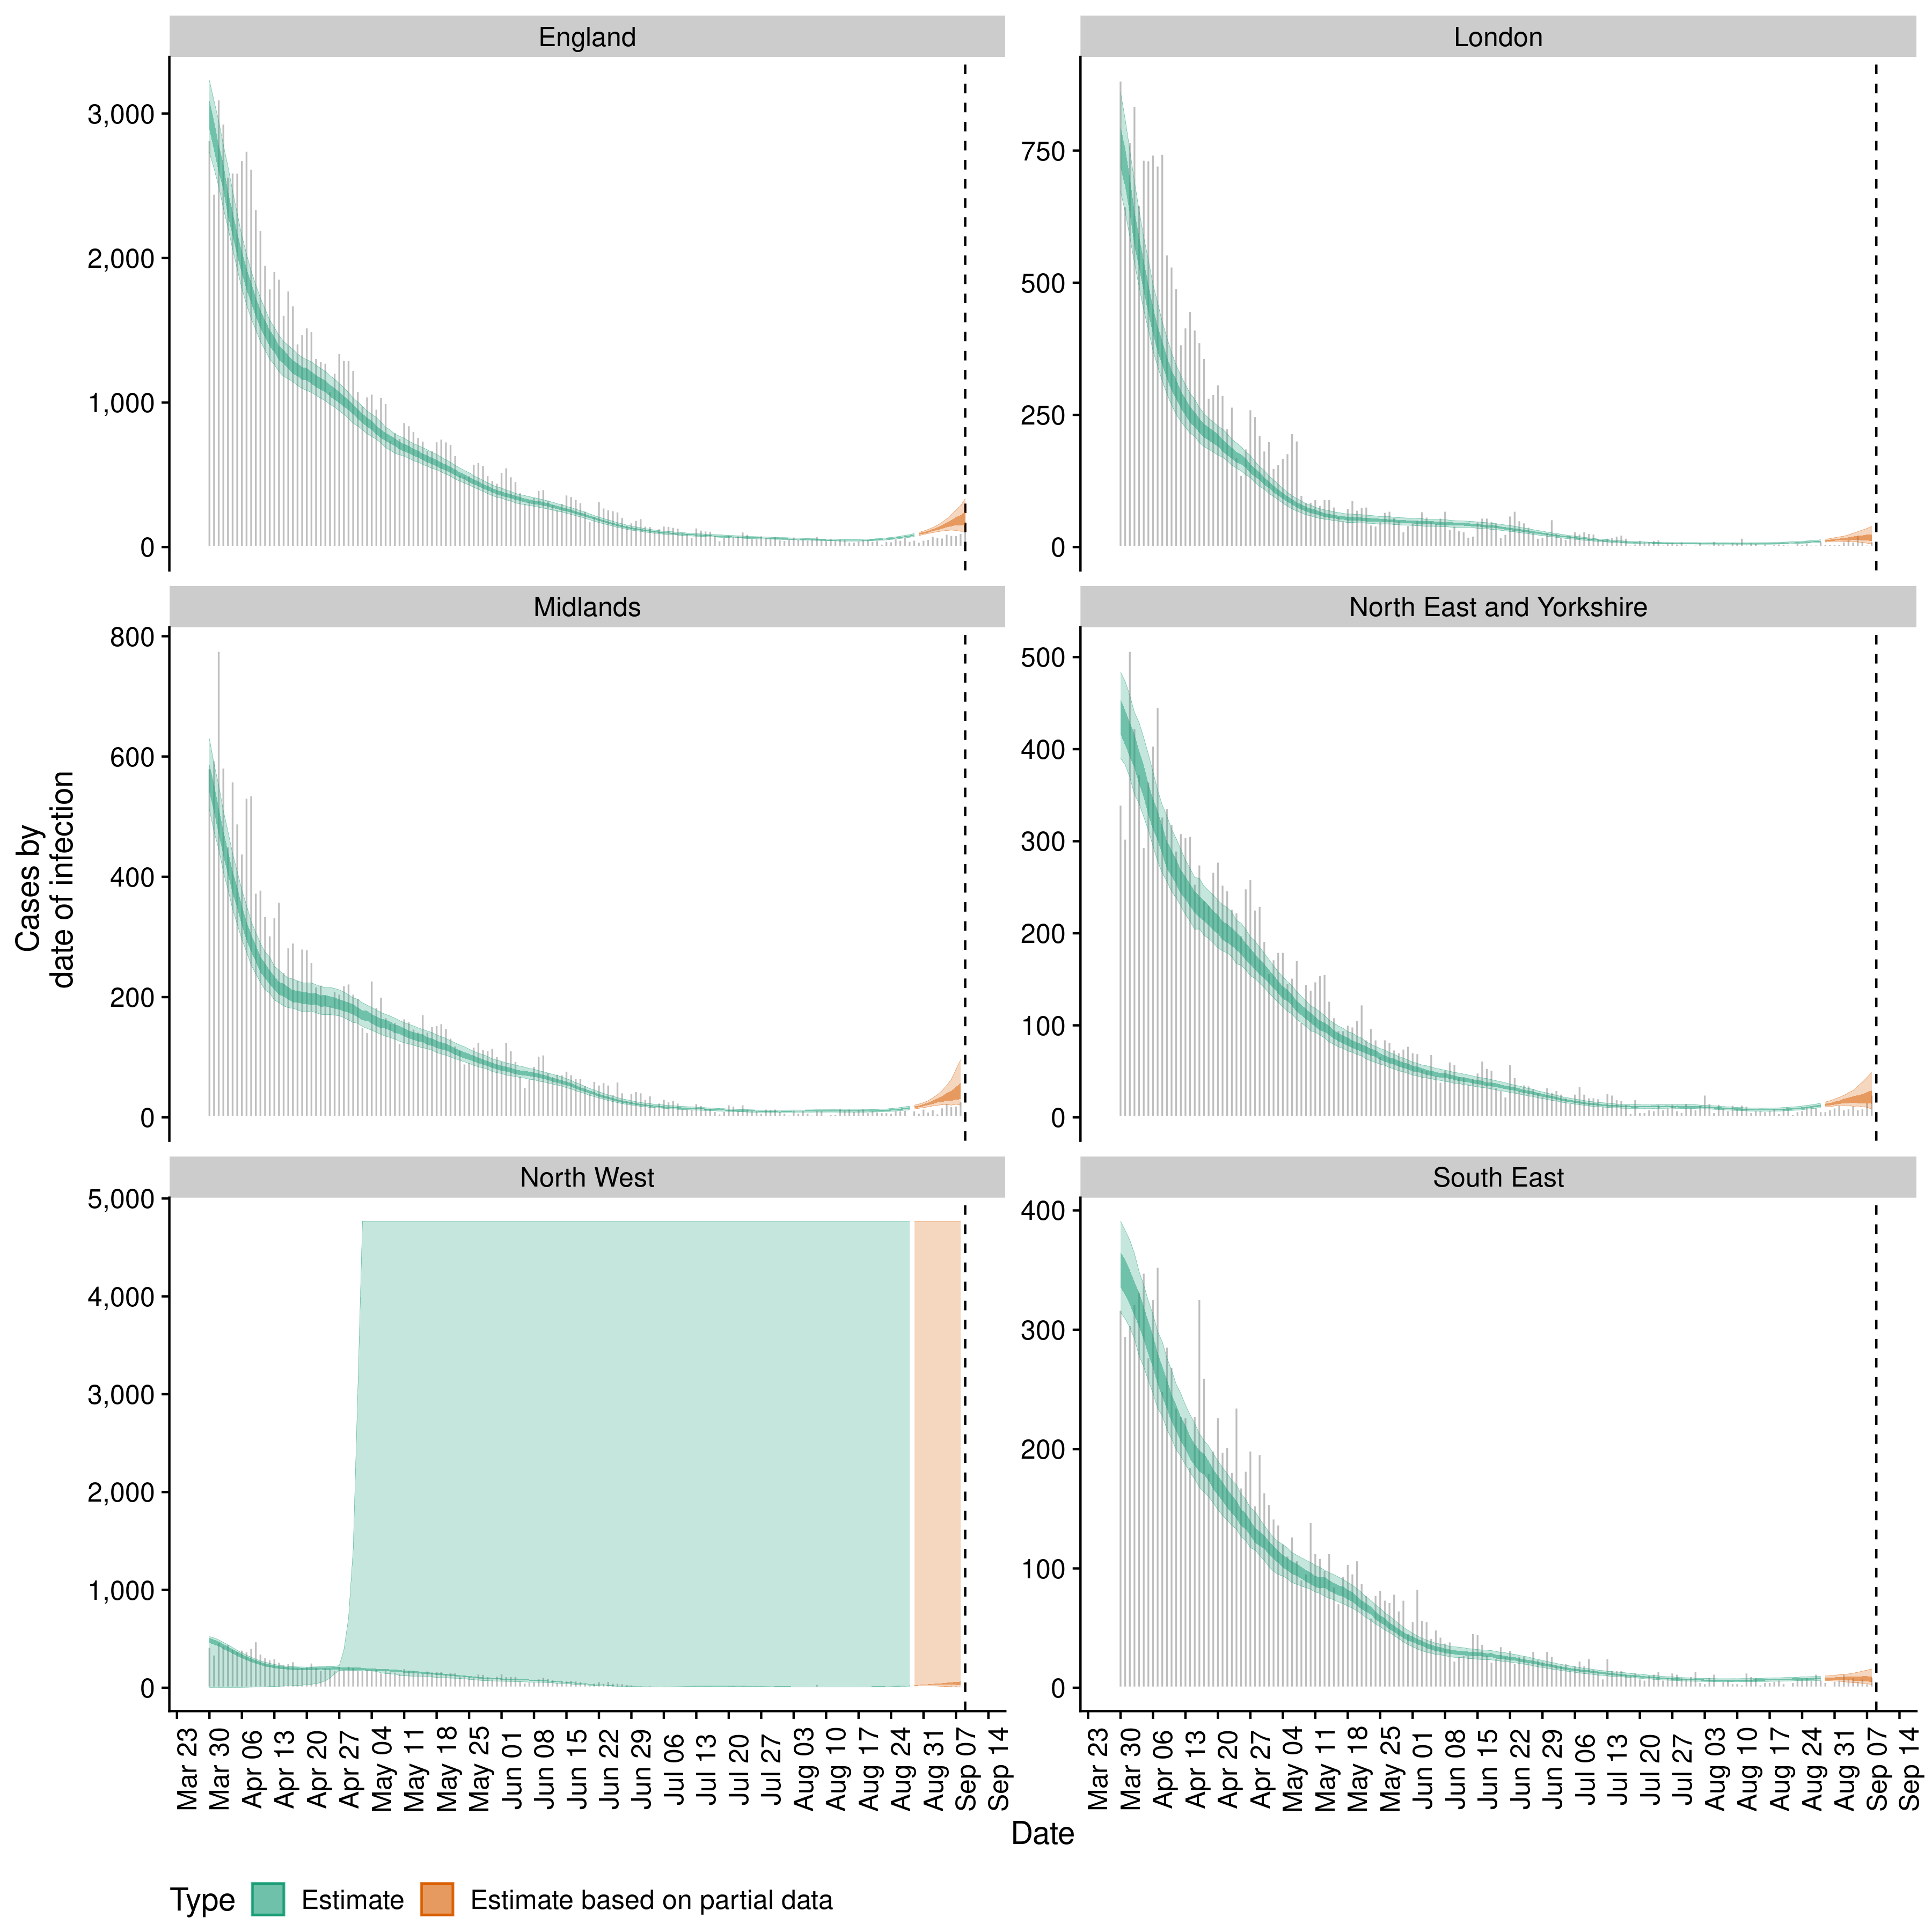 England
London
3,000
2,000
1,000
0
750
500
250
0
Midlands
North East and Yorkshire
800
600
400
200
0
500
400
300
200
100
0
North West
South East
5,000
4,000
3,000
2,000
1,000
0
400
300
200
100
0
Cases by
date of infection
Mar 23
Mar 30
Apr 06
Apr 13
Apr 20
Apr 27
May 04
May 11
May 18
May 25
Jun 01
Jun 08
Jun 15
Jun 22
Jun 29
Jul 06
Jul 13
Jul 20
Jul 27
Aug 03
Aug 10
Aug 17
Aug 24
Aug 31
Sep 07
Sep 14
Mar 23
Mar 30
Apr 06
Apr 13
Apr 20
Apr 27
May 04
May 11
May 18
May 25
Jun 01
Jun 08
Jun 15
Jun 22
Jun 29
Jul 06
Jul 13
Jul 20
Jul 27
Aug 03
Aug 10
Aug 17
Aug 24
Aug 31
Sep 07
Sep 14
Date
Type
Estimate
Estimate based on partial data